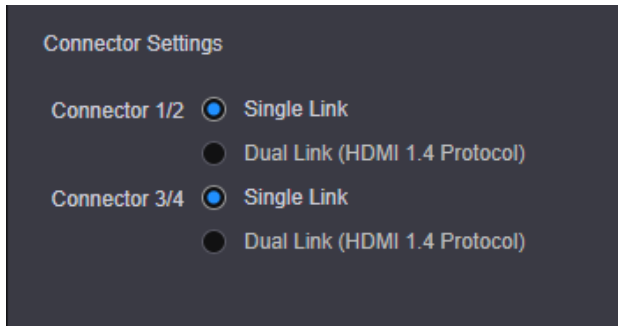 Connector Settings
Connector 1/2 Single Link
Dual Link (HDMI 1.4 Protocol)
Connector 3/4 Single Link
Dual Link (HDMI 1.4 Protocol)